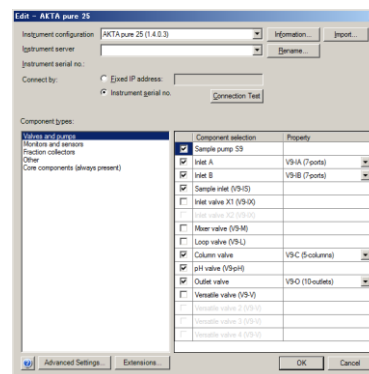 Edit - AKTA pure 25
Instrument configuration AKTA pure 25 (1.4.0.3) Information... Import...
Instrument server Rename...
Instrument serial no.:
Connect by: Fixed IP address:
Instrument serial no. Connection Test
Component types:
Valves and pumps
Monitors and sensors
Fraction collectors
Other
Core components (always present)
Component selection Property
Sample pump S9
Inlet A V9-IA (7-ports)
Inlet B V9-IB (7-ports)
Sample inlet (V9-IS)
Inlet valve X1 (V9-IX)
Inlet valve X2 (V9-IX)
Mixer valve (V9-M)
Loop valve (V9-L)
Column valve V9-C (5-columns)
pH valve (V9-pH)
Outlet valve V9-O (10-outlets)
Versatile valve (V9-V)
Versatile valve 2 (V9-V)
Versatile valve 3 (V9-V)
Versatile valve 4 (V9-V)
Advanced Settings... Extensions... OK Cancel